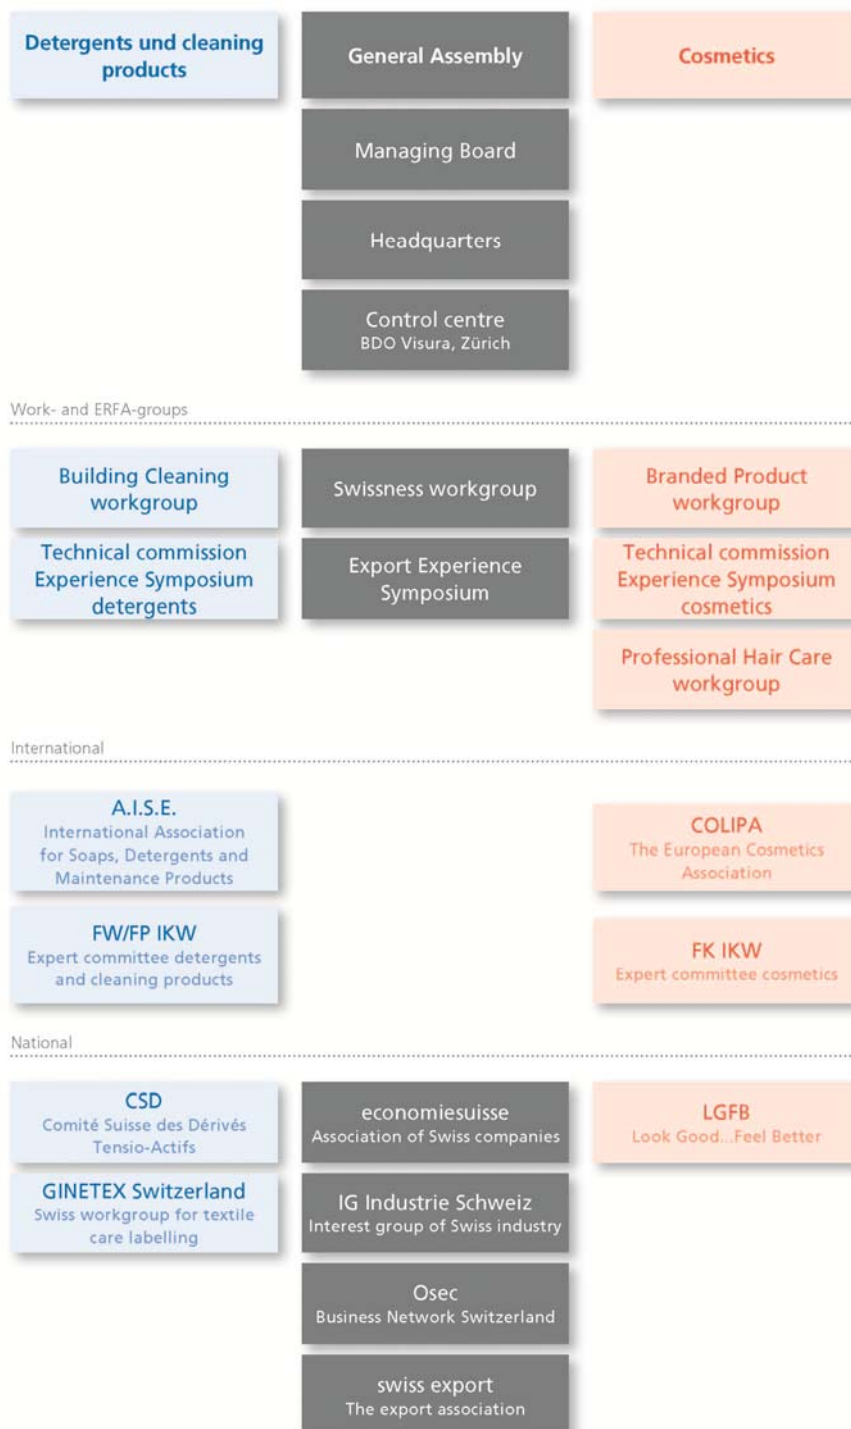 Detergents und cleaning
products
General Assembly
Cosmetics
Managing Board
Headquarters
Control centre
BDO Visura, Zürich
Work- and ERFA-groups
Building Cleaning
workgroup
Swissness workgroup
Branded Product
workgroup
Technical commission
Experience Symposium
detergents
Export Experience
Symposium
Technical commission
Experience Symposium
cosmetics
Professional Hair Care
workgroup
International
A.I.S.E.
International Association
for Soaps, Detergents and
Maintenance Products
COLIPA
The European Cosmetics
Association
FW/FP IKW
Expert committee detergents
and cleaning products
FK IKW
Expert committee cosmetics
National
CSD
Comité Suisse des Dérivés
Tensio-Actifs
economiesuisse
Association of Swiss companies
LGFB
Look Good...Feel Better
GINETEX Switzerland
Swiss workgroup for textile
care labelling
IG Industrie Schweiz
Interest group of Swiss industry
Osec
Business Network Switzerland
swiss export
The export association